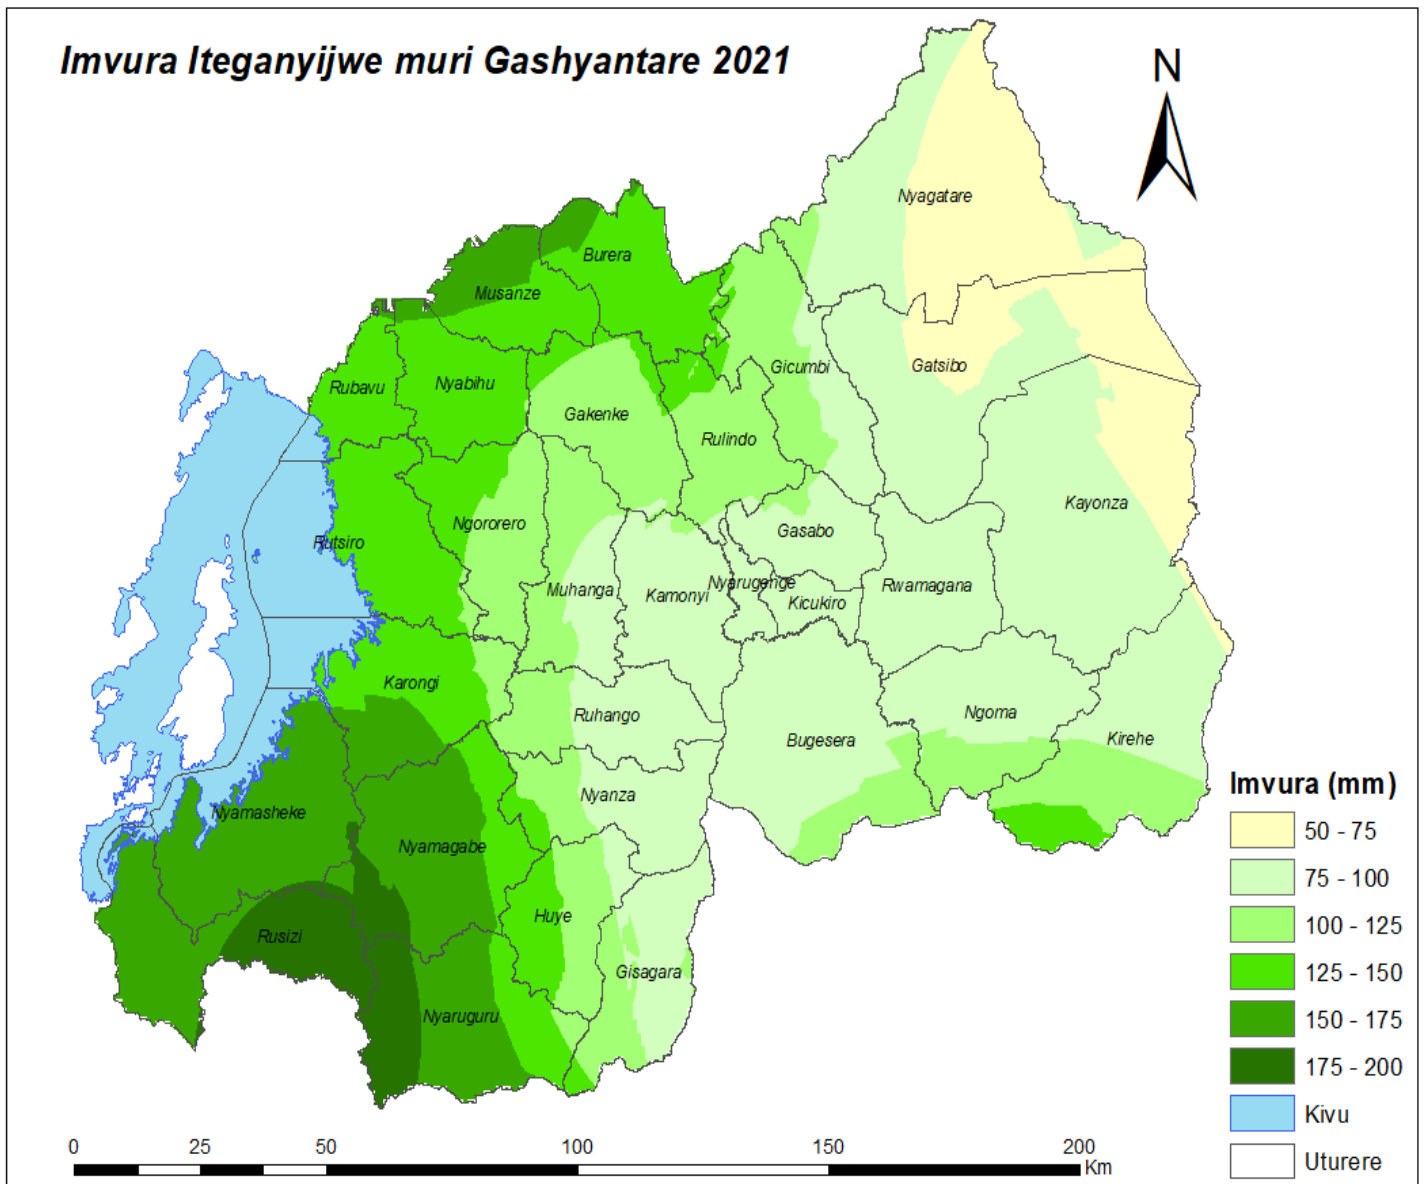 Imvura Iteganyijwe muri Gashyantare 2021
N
Nyagatare
Burera
Musanze
Gicumbi
Gatsibo
Rubavu
Nyabihu
Gakenke
Rulindo
Kayonza
Ngororero
Gasabo
Rutsiro
Muhanga
Kamonyi
Nyarugenge
Kicukiro
Rwamagana
Karongi
Ruhango
Ngoma
Bugesera
Kirehe
Nyanza
Nyamasheke
Nyamagabe
Huye
Rusizi
Gisagara
Nyaruguru
Imvura (mm)
50 - 75
75 - 100
100 - 125
125 - 150
150 - 175
175 - 200
Kivu
Uturere
0 25 50 100 150 200
Km